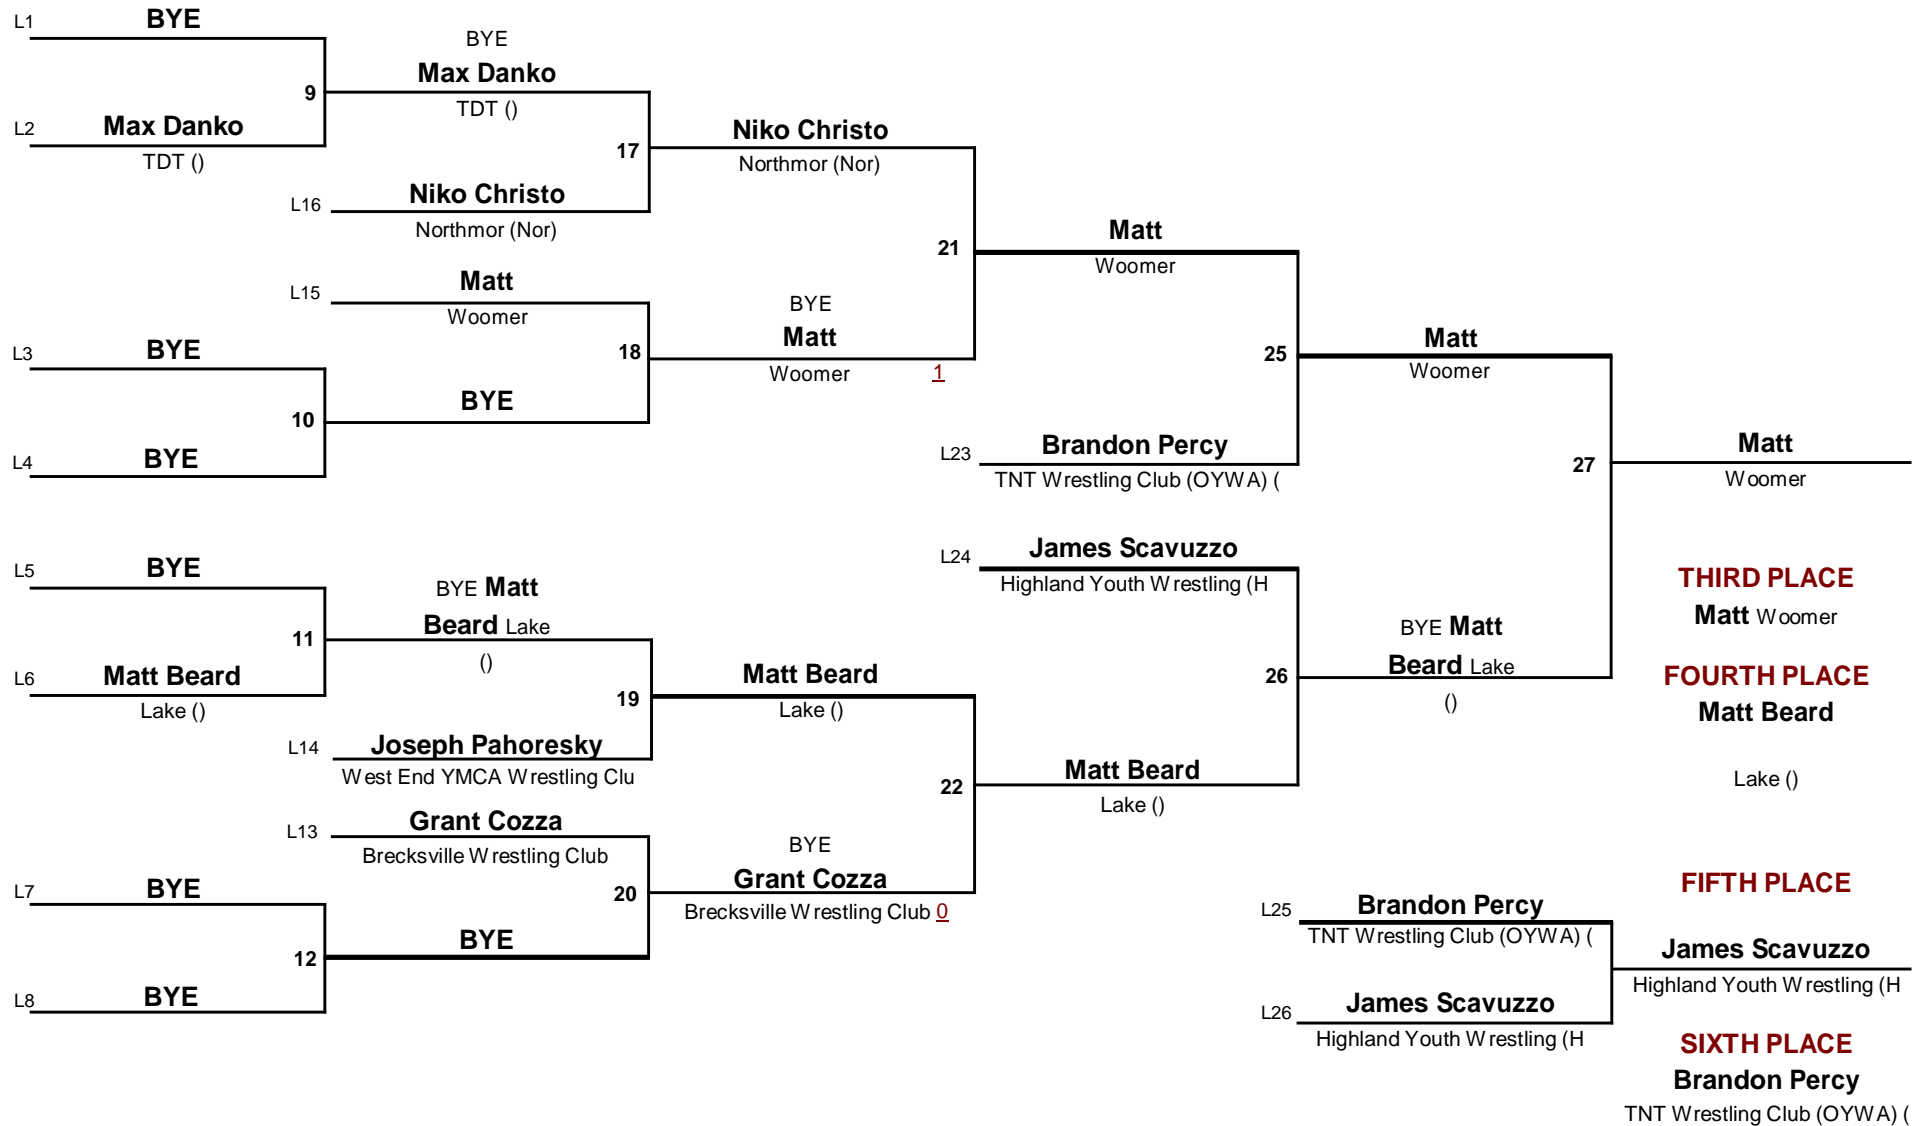 L1 BYE
9
L2 Max Danko
TDT ()
BYE
Max Danko
TDT ()
17
L16 Niko Christo
Northmor (Nor)
L15 Matt
Woomer
18
L3 BYE
10
L4 BYE
BYE
Niko Christo
Northmor (Nor)
21
BYE
Matt
Woomer 1
Matt
Woomer
25
L23 Brandon Percy
TNT Wrestling Club (OYWA) (
Matt
Woomer
27
Matt
Woomer
L5 BYE
11
L6 Matt Beard
Lake ()
BYE Matt
Beard Lake
()
19
L14 Joseph Pahoresky
West End YMCA Wrestling Clu
L13 Grant Cozza
Brecksville Wrestling Club
20
L7 BYE
12
L8 BYE
BYE
Matt Beard
Lake ()
22
BYE
Grant Cozza
Brecksville Wrestling Club 0
L24 James Scavuzzo
Highland Youth Wrestling (H
26
Matt Beard
Lake ()
BYE Matt
Beard Lake
()
THIRD PLACE
Matt Woomer
FOURTH PLACE
Matt Beard
Lake ()
FIFTH PLACE
L25 Brandon Percy
TNT Wrestling Club (OYWA) (
L26 James Scavuzzo
Highland Youth Wrestling (H
James Scavuzzo
Highland Youth Wrestling (H
SIXTH PLACE
Brandon Percy
TNT Wrestling Club (OYWA) (